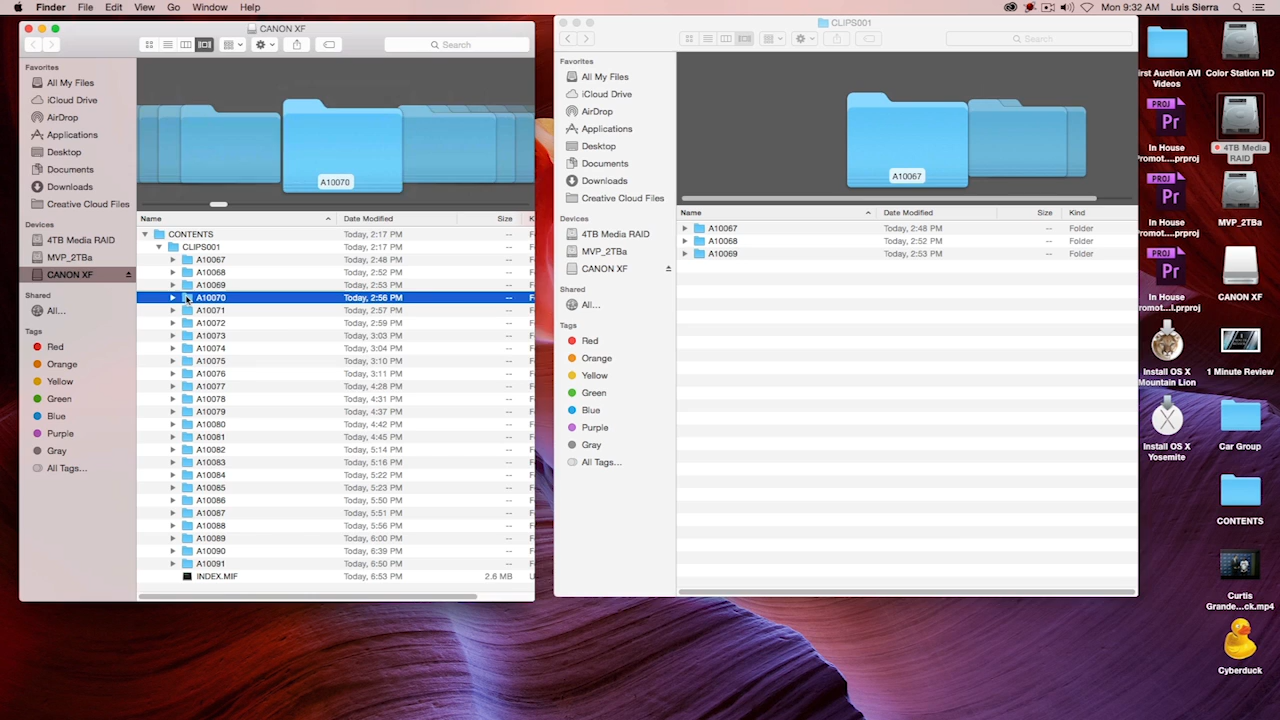 Finder File Edit View Go Window Help
Mon 9:32 AM Luis Sierra
CANON XF
Search
Favorites
All My Files
iCloud Drive
AirDrop
Applications
Desktop
Documents
Downloads
Creative Cloud Files
Devices
4TB Media RAID
MVP_2TBa
CANON XF
Shared
All...
Tags
Red
Orange
Yellow
Green
Blue
Purple
Gray
All Tags...
A10070
Name Date Modified Size K
CONTENTS Today, 2:17 PM -- F
CLIPS001 Today, 2:17 PM -- F
A10067 Today, 2:48 PM -- F
A10068 Today, 2:52 PM -- F
A10069 Today, 2:53 PM -- F
A10070 Today, 2:56 PM -- F
A10071 Today, 2:57 PM -- F
A10072 Today, 2:59 PM -- F
A10073 Today, 3:03 PM -- F
A10074 Today, 3:04 PM -- F
A10075 Today, 3:10 PM -- F
A10076 Today, 3:11 PM -- F
A10077 Today, 4:28 PM -- F
A10078 Today, 4:31 PM -- F
A10079 Today, 4:37 PM -- F
A10080 Today, 4:42 PM -- F
A10081 Today, 4:45 PM -- F
A10082 Today, 5:14 PM -- F
A10083 Today, 5:16 PM -- F
A10084 Today, 5:22 PM -- F
A10085 Today, 5:23 PM -- F
A10086 Today, 5:50 PM -- F
A10087 Today, 5:51 PM -- F
A10088 Today, 5:56 PM -- F
A10089 Today, 6:00 PM -- F
A10090 Today, 6:39 PM -- F
A10091 Today, 6:50 PM -- F
INDEX.MIF Today, 6:53 PM 2.6 MB U
CLIPS001
Search
Favorites
All My Files
iCloud Drive
AirDrop
Applications
Desktop
Documents
Downloads
Creative Cloud Files
Devices
4TB Media RAID
MVP_2TBa
CANON XF
Shared
All...
Tags
Red
Orange
Yellow
Green
Blue
Purple
Gray
All Tags...
A10067
Name Date Modified Size Kind
A10067 Today, 2:48 PM -- Folder
A10068 Today, 2:52 PM -- Folder
A10069 Today, 2:53 PM -- Folder
irst Auction AVI
Videos
PROJ
Pr
In House
Promot...prproj
PROJ
Pr
In House
Promot...prproj
PROJ
Pr
In House
Promot...l.prproj
Install OS X
Mountain Lion
Install OS X
Yosemite
Color Station HD
4TB Media
RAID
MVP_2TBa
CANON XF
1 Minute Review
Car Group
CONTENTS
Curtis
Grande...ck.mp4
Cyberduck